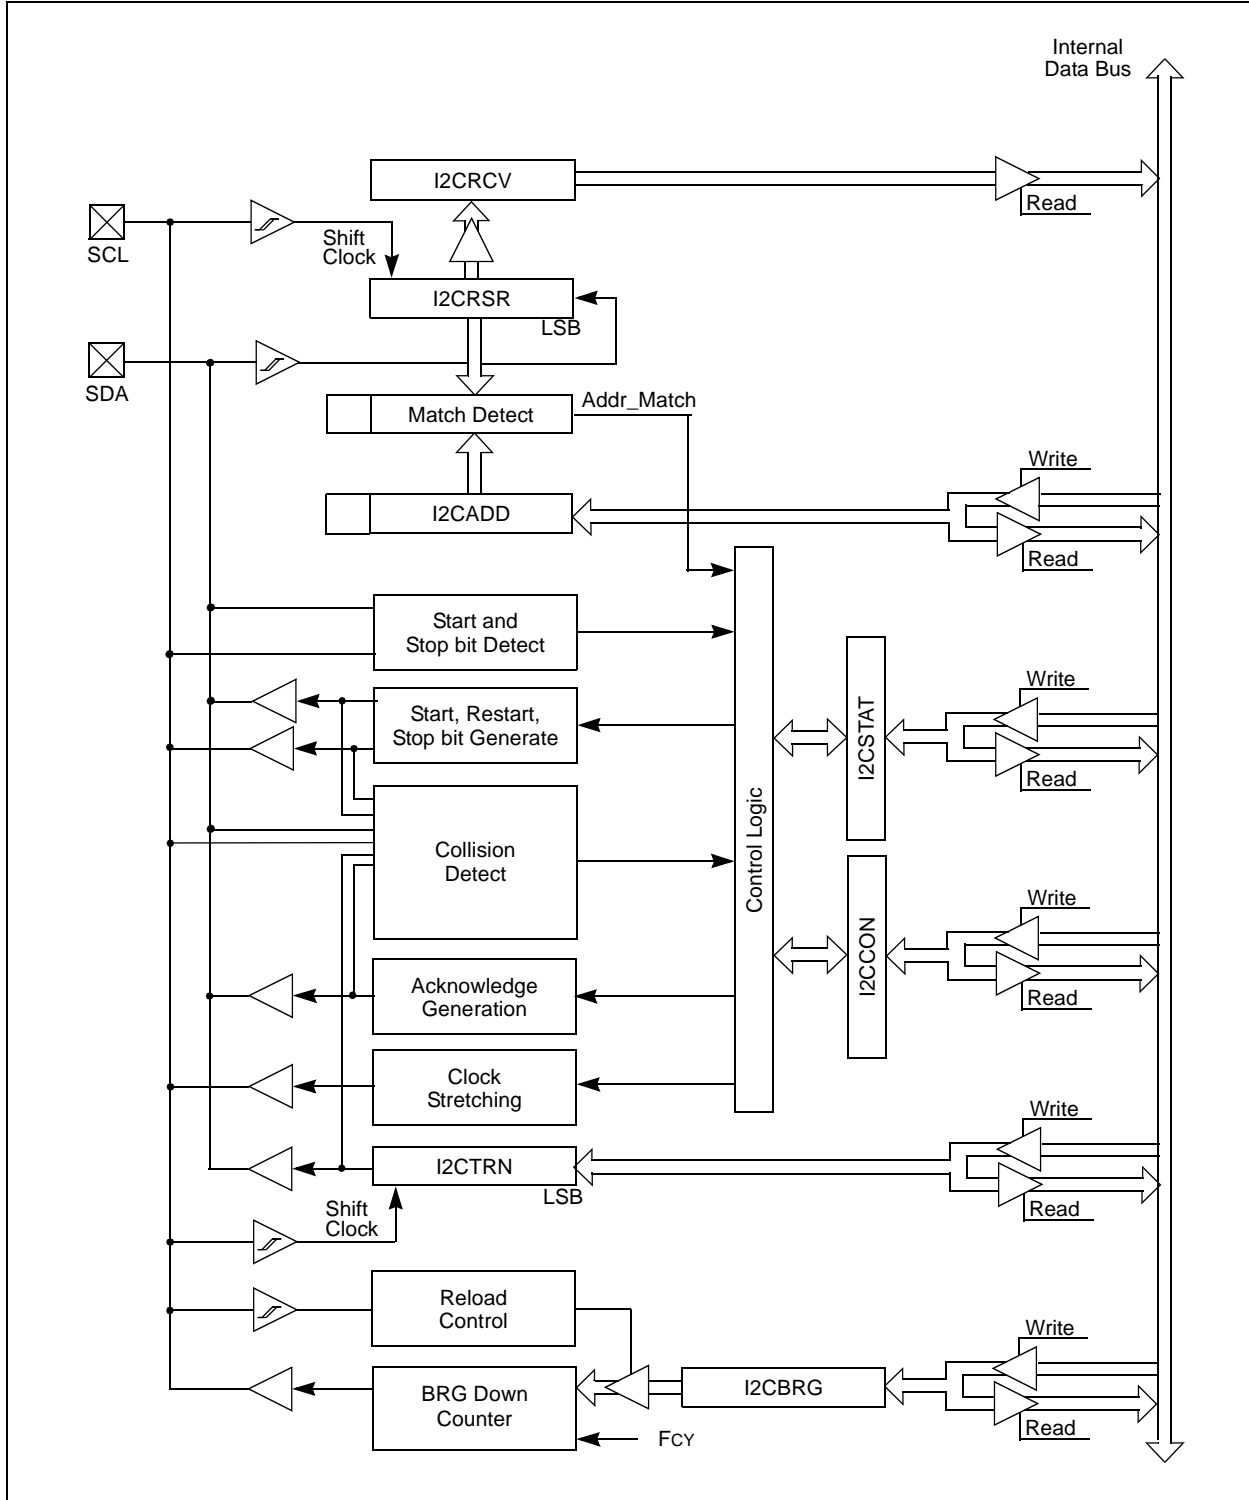 Internal
Data Bus
I2CRCV
Read
SCL
Shift
Clock
I2CRSR
LSB
SDA
Match Detect
Addr_Match
Write
I2CADD
Read
Start and
Stop bit Detect
Write
Start, Restart,
Stop bit Generate
I2CSTAT
Read
Control Logic
Collision
Detect
Write
I2CCON
Read
Acknowledge
Generation
Clock
Stretching
Write
I2CTRN
LSB
Read
Shift
Clock
Reload
Control
Write
I2CBRG
BRG Down
Counter
Read
FCY